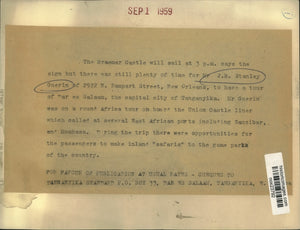 SEP 1 1959
The Braemar Castle will sail at 3 p.m. says the
sign but there was still plenty of time for Mr J.B. Stanley
Guerin of 2922 N. Rampart Street, New Orleans, to have a tour
of Dar es Salaam, the capital city of Tanganyika. Mr Guerin
was on a round Africa tour on board the Union Castle liner
which called at several East African ports including Zanzibar,
and Mombasa. During the trip there were opportunities for
the passengers to make inland "safaris" to the game parks
of the country.
FOR FAVOUR OF PUBLICATION AT USUAL RATES -
TANGANYIKA STANDARD P.O. BOX 33, DAR ES SALAAM, TANGANYIKA,